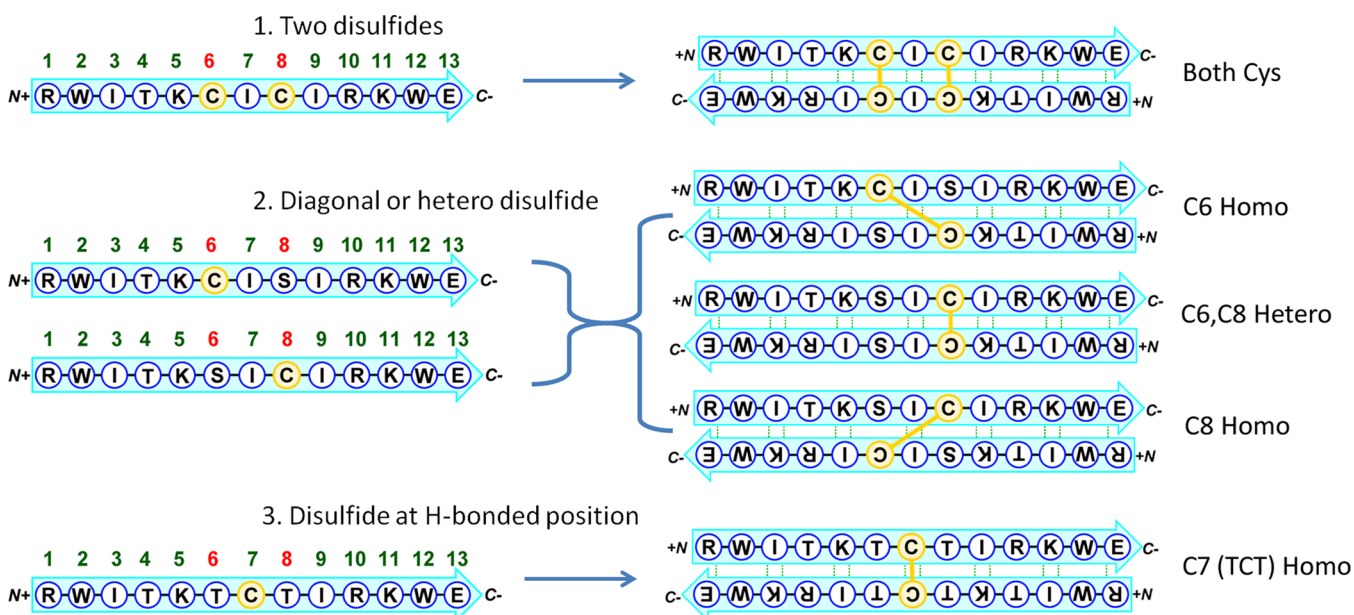 1. Two disulfides
1 2 3 4 5 6 7 8 9 10 11 12 13
N+ R W I T K C I C I R K W E C-
+N R W I T K C I C I R K W E C-
C- E W K R I C I C K T I W R +N
Both Cys
2. Diagonal or hetero disulfide
1 2 3 4 5 6 7 8 9 10 11 12 13
N+ R W I T K C I S I R K W E C-
1 2 3 4 5 6 7 8 9 10 11 12 13
N+ R W I T K S I C I R K W E C-
+N R W I T K C I S I R K W E C-
C- E W K R I S I C K T I W R +N
C6 Homo
+N R W I T K S I C I R K W E C-
C- E W K R I S I C K T I W R +N
C6,C8 Hetero
+N R W I T K S I C I R K W E C-
C- E W K R I C I S K T I W R +N
C8 Homo
3. Disulfide at H-bonded position
1 2 3 4 5 6 7 8 9 10 11 12 13
N+ R W I T K T C T I R K W E C-
+N R W I T K T C T I R K W E C-
C- E W K R I T C T K T I W R +N
C7 (TCT) Homo